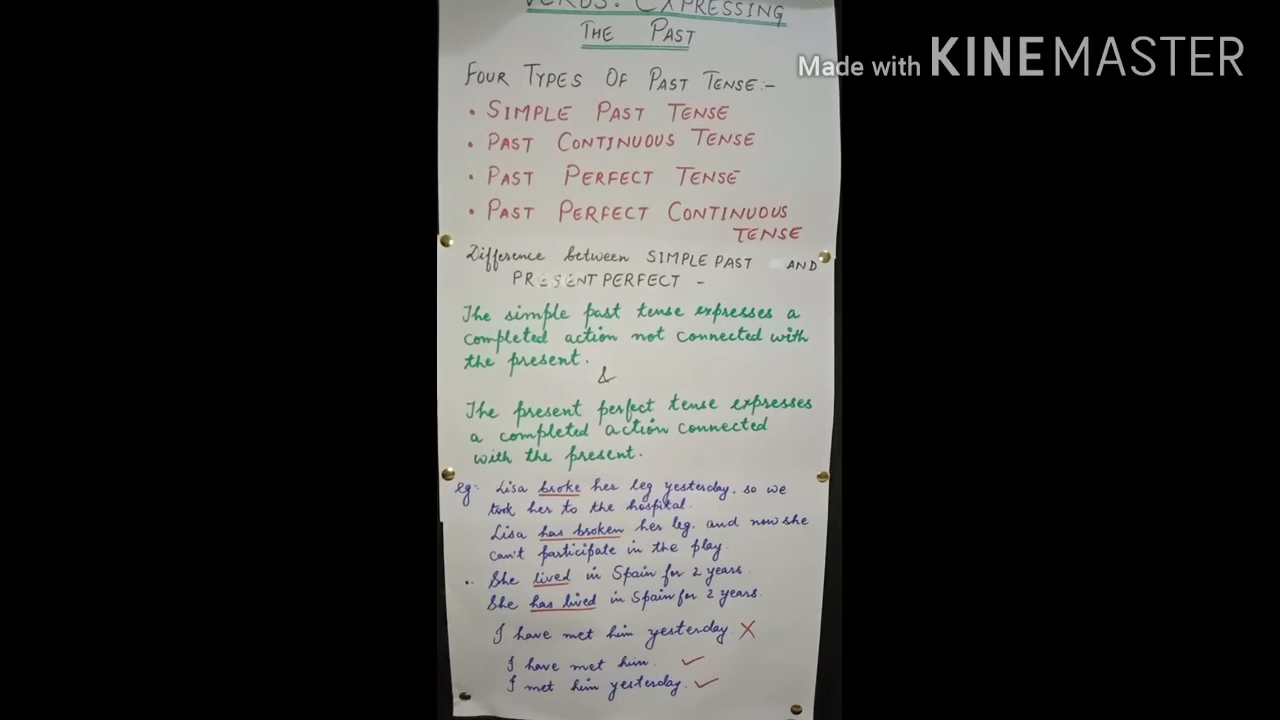 VERBS: EXPRESSING
THE PAST
Made with KINEMASTER
FOUR TYPES OF PAST TENSE:-
• SIMPLE PAST TENSE
• PAST CONTINUOUS TENSE
• PAST PERFECT TENSE
• PAST PERFECT CONTINUOUS
TENSE
Difference between SIMPLE PAST AND
PRESENT PERFECT -
The simple past tense expresses a
completed action not connected with
the present.
&
The present perfect tense expresses
a completed action connected
with the present.
eg:- Lisa broke her leg yesterday. so we
took her to the hospital.
Lisa has broken her leg. and now she
can't participate in the play.
.. She lived in Spain for 2 years.
She has lived in Spain for 2 years.
I have met him yesterday. X
I have met him. ✓
I met him yesterday. ✓